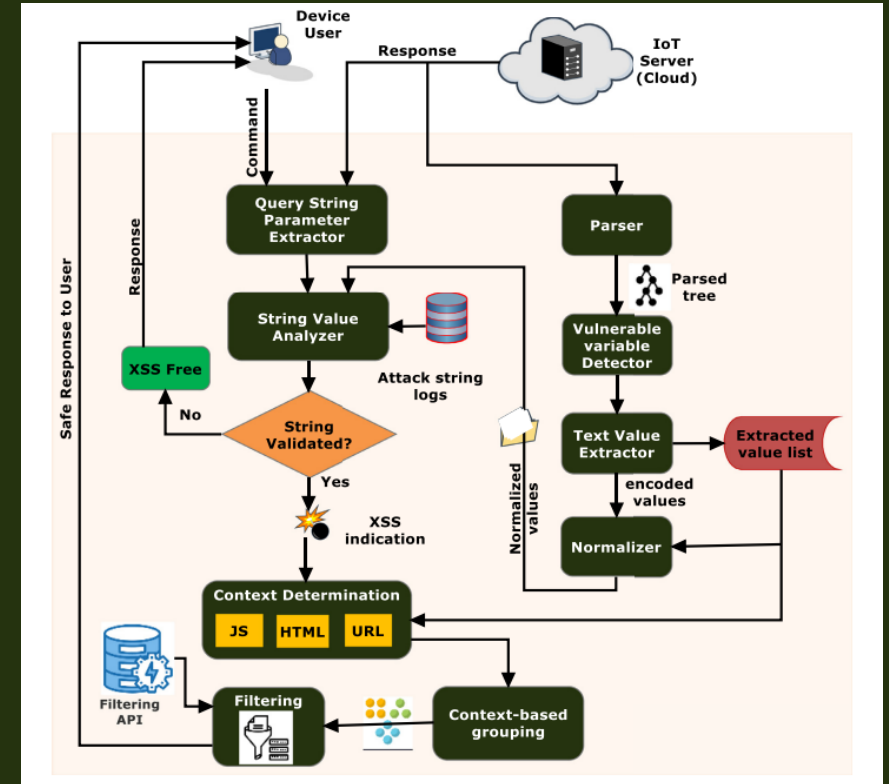 Device
User
Response
IoT
Server
(Cloud)
Command
Query String
Parameter
Extractor
Parser
Parsed
tree
Response
Safe Response to User
String Value
Analyzer
Vulnerable
variable
Detector
XSS Free
Attack string
logs
No
String
Validated?
Text Value
Extractor
Extracted
value list
Yes
encoded
values
Normalized
values
XSS
indication
Normalizer
Context Determination
JS
HTML
URL
Filtering
API
Filtering
Context-based
grouping